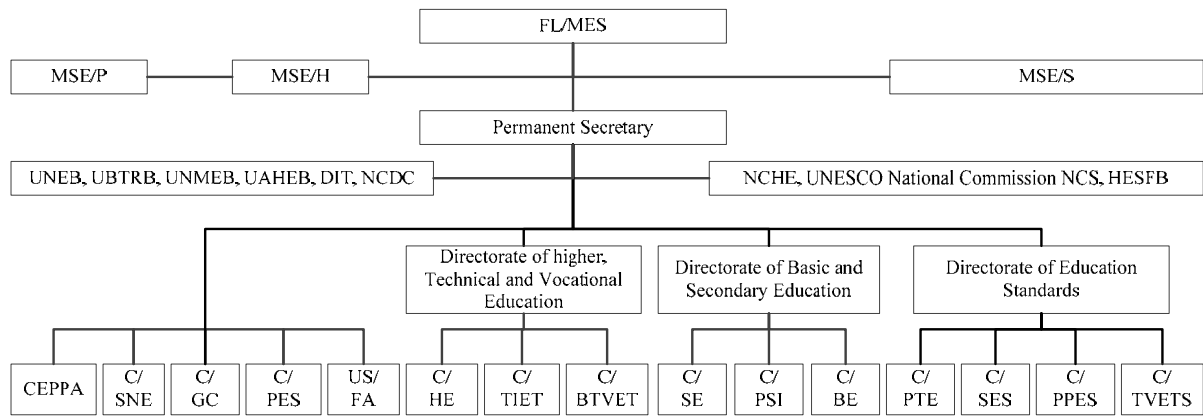 FL/MES
MSE/P
MSE/H
MSE/S
Permanent Secretary
UNEB, UBTRB, UNMEB, UAHEB, DIT, NCDC
NCHE, UNESCO National Commission NCS, HESFB
Directorate of higher,
Technical and Vocational
Education
Directorate of Basic and
Secondary Education
Directorate of Education
Standards
CEPPA
C/
SNE
C/
GC
C/
PES
US/
FA
C/
HE
C/
TIET
C/
BTVET
C/
SE
C/
PSI
C/
BE
C/
PTE
C/
SES
C/
PPES
C/
TVETS